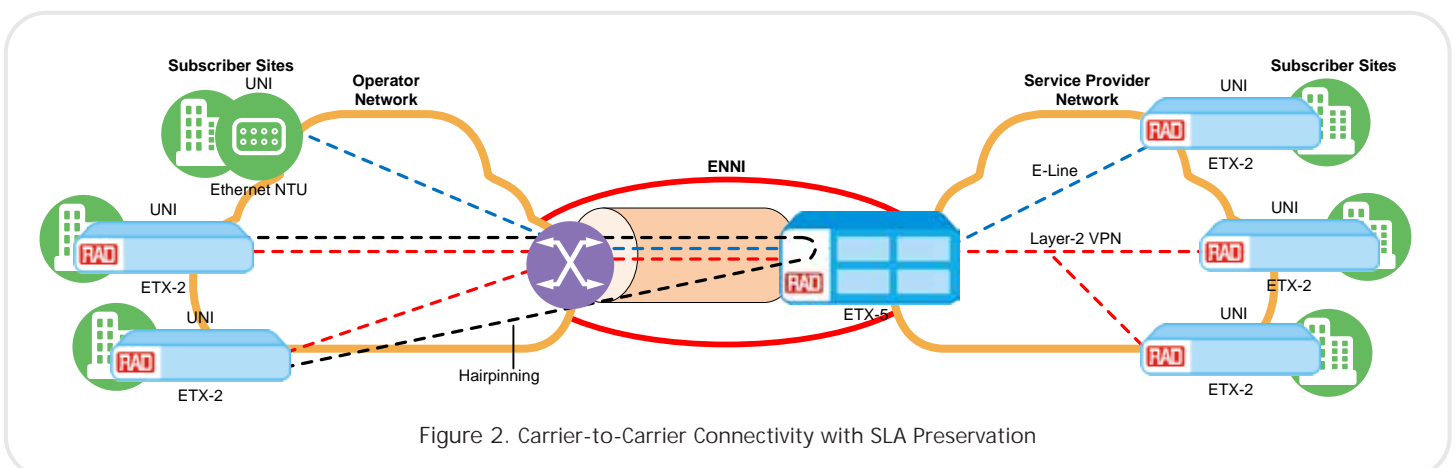 Subscriber Sites
UNI
Ethernet NTU
Operator
Network
UNI
RAD
ETX-2
UNI
RAD
ETX-2
Hairpinning
ENNI
RAD
ETX-5
Service Provider
Network
E-Line
Layer-2 VPN
Subscriber Sites
UNI
RAD
ETX-2
UNI
RAD
ETX-2
UNI
RAD
ETX-2
Figure 2. Carrier-to-Carrier Connectivity with SLA Preservation